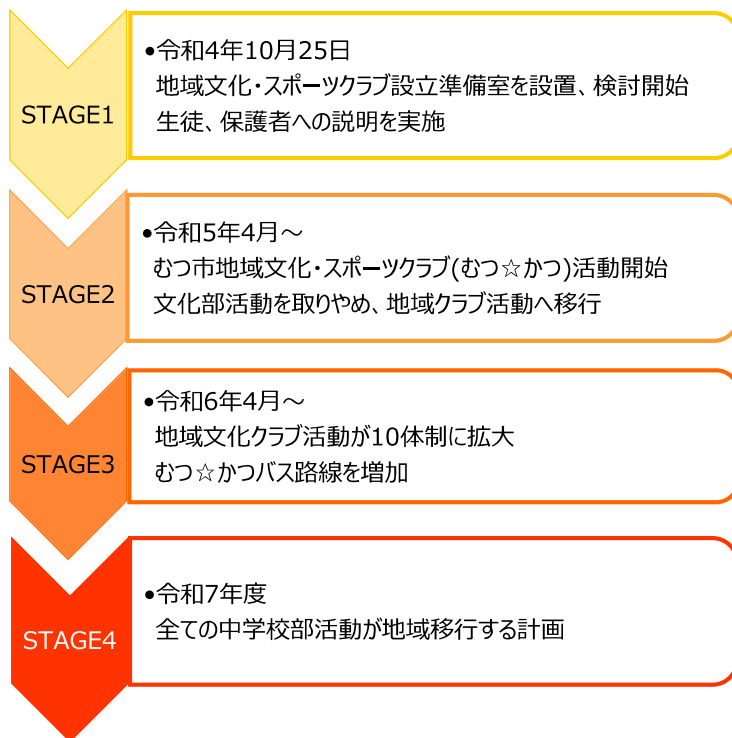 STAGE1
•令和4年10月25日
地域文化・スポーツクラブ設立準備室を設置、検討開始
生徒、保護者への説明を実施
STAGE2
•令和5年4月～
むつ市地域文化・スポーツクラブ(むつ☆かつ)活動開始
文化部活動を取りやめ、地域クラブ活動へ移行
STAGE3
•令和6年4月～
地域文化クラブ活動が10体制に拡大
むつ☆かつバス路線を増加
STAGE4
•令和7年度
全ての中学校部活動が地域移行する計画